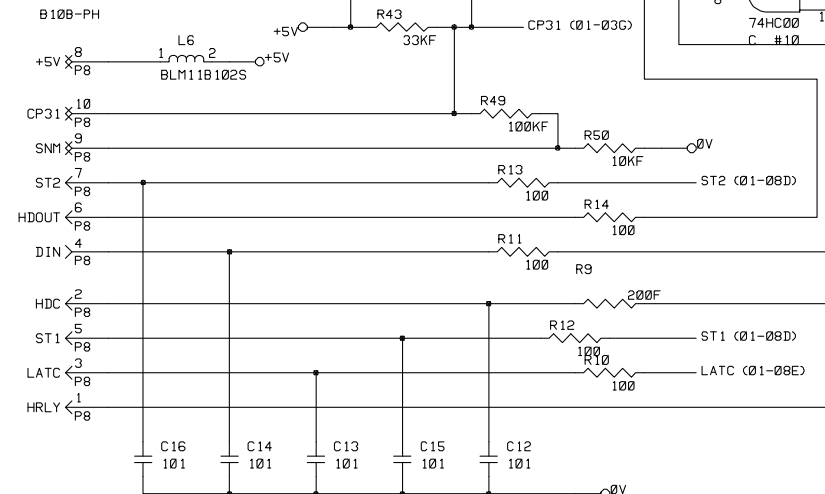 B10B-PH
+5V
R43
33KF
CP31 (01-03G)
74HC00
C #10
1
+5V
8
P8
1
L6
2
BLM11B102S
+5V
CP31
10
P8
R49
100KF
SNM
9
P8
R50
10KF
0V
ST2
7
P8
R13
100
ST2 (01-08D)
HDOUT
6
P8
R14
100
DIN
4
P8
R11
100
R9
HDC
2
P8
200F
ST1
5
P8
R12
100
ST1 (01-08D)
LATC
3
P8
R10
100
LATC (01-08E)
HRLY
1
P8
C16
101
C14
101
C13
101
C15
101
C12
101
0V